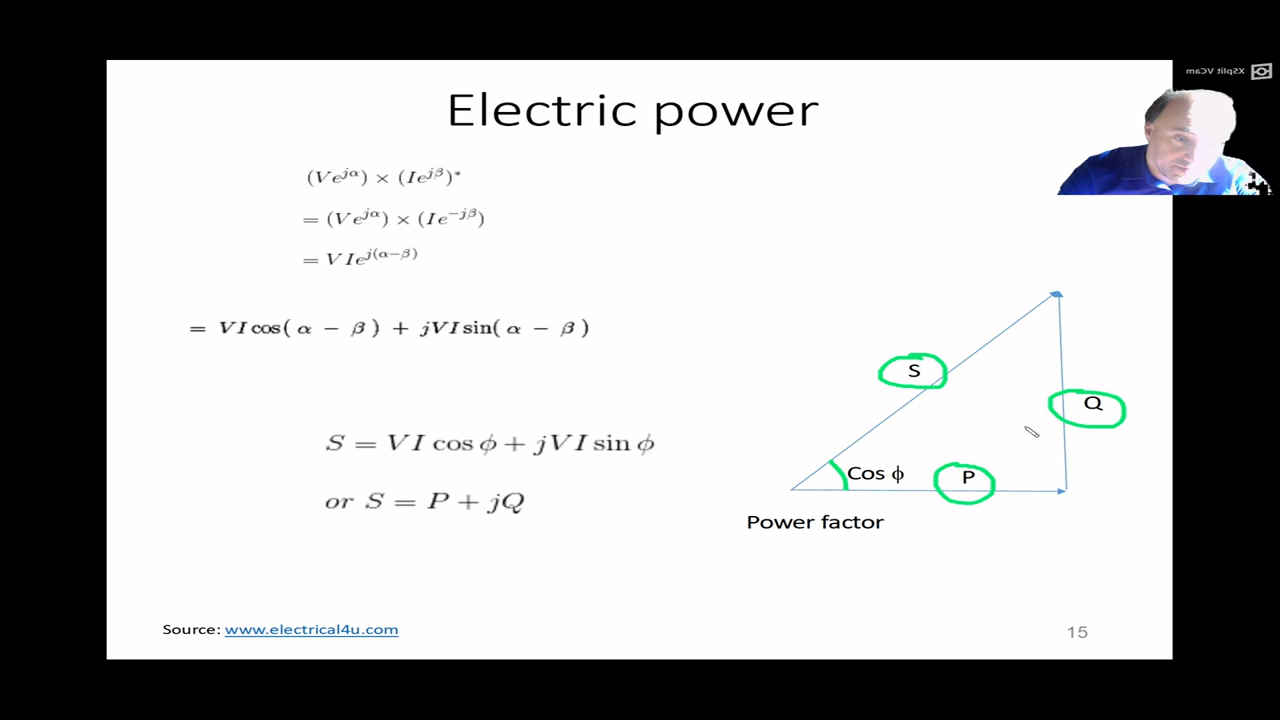 Electric power
XSplit VCam
(Ve^{jα}) × (Ie^{jβ})*
= (Ve^{jα}) × (Ie^{−jβ})
= VIe^{j(α−β)}
= VI cos( α − β ) + jVI sin( α − β )
S
Q
S = VI cos ϕ + jVI sin ϕ
Cos ϕ
P
or S = P + jQ
Power factor
Source: www.electrical4u.com
15